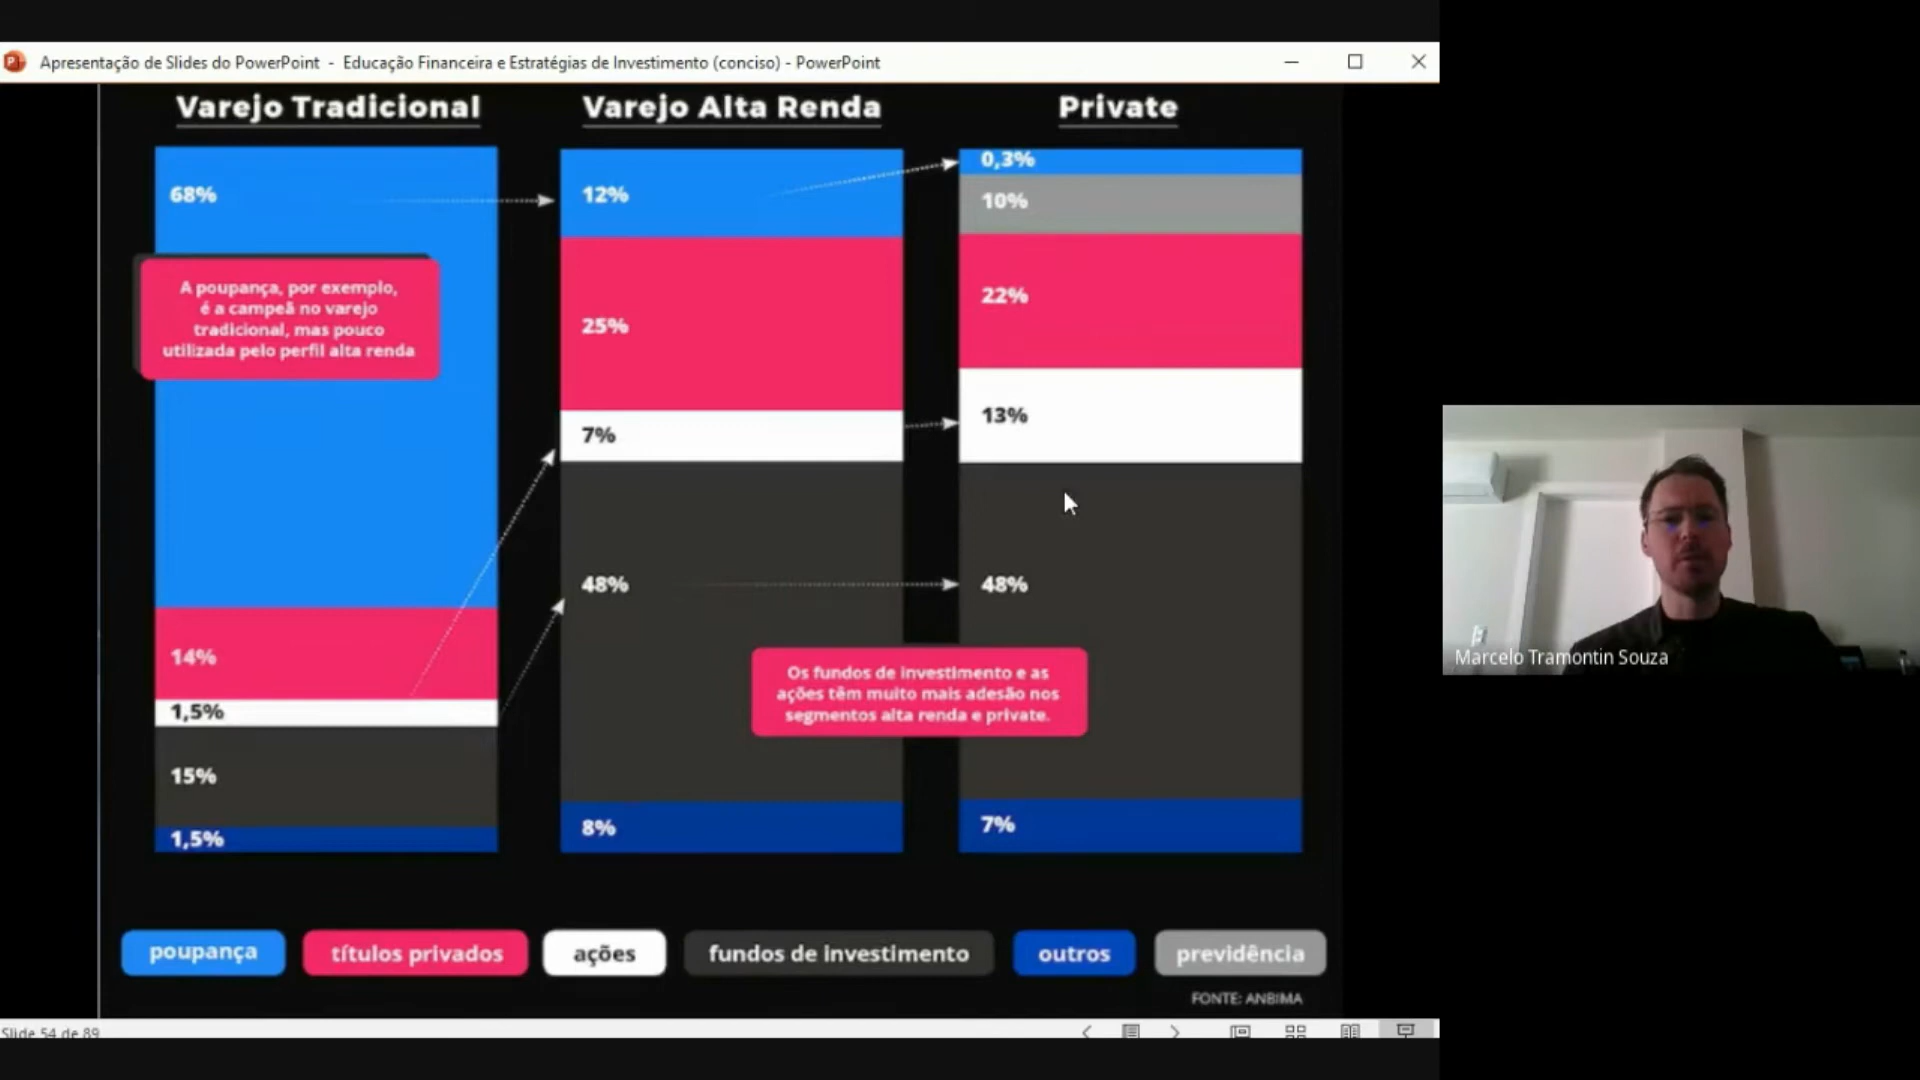 Apresentação de Slides do PowerPoint - Educação Financeira e Estratégias de Investimento (conciso) - PowerPoint
Varejo Tradicional
Varejo Alta Renda
Private
68%
A poupança, por exemplo,
é a campeã no varejo
tradicional, mas pouco
utilizada pelo perfil alta renda
14%
1,5%
15%
1,5%
12%
25%
7%
48%
8%
0,3%
10%
22%
13%
48%
7%
Os fundos de investimento e as
ações têm muito mais adesão nos
segmentos alta renda e private.
poupança
títulos privados
ações
fundos de investimento
outros
previdência
FONTE: ANBIMA
Slide 54 de 89
Marcelo Tramontin Souza